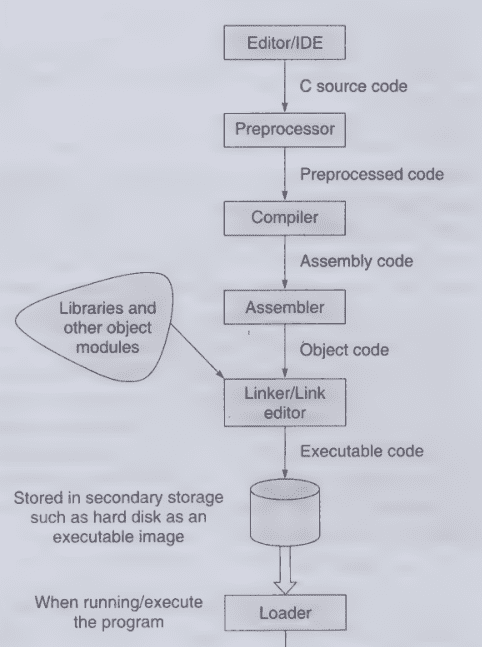 Editor/IDE
C source code
Preprocessor
Preprocessed code
Compiler
Assembly code
Libraries and
other object
modules
Assembler
Object code
Linker/Link
editor
Executable code
Stored in secondary storage
such as hard disk as an
executable image
When running/execute
the program
Loader